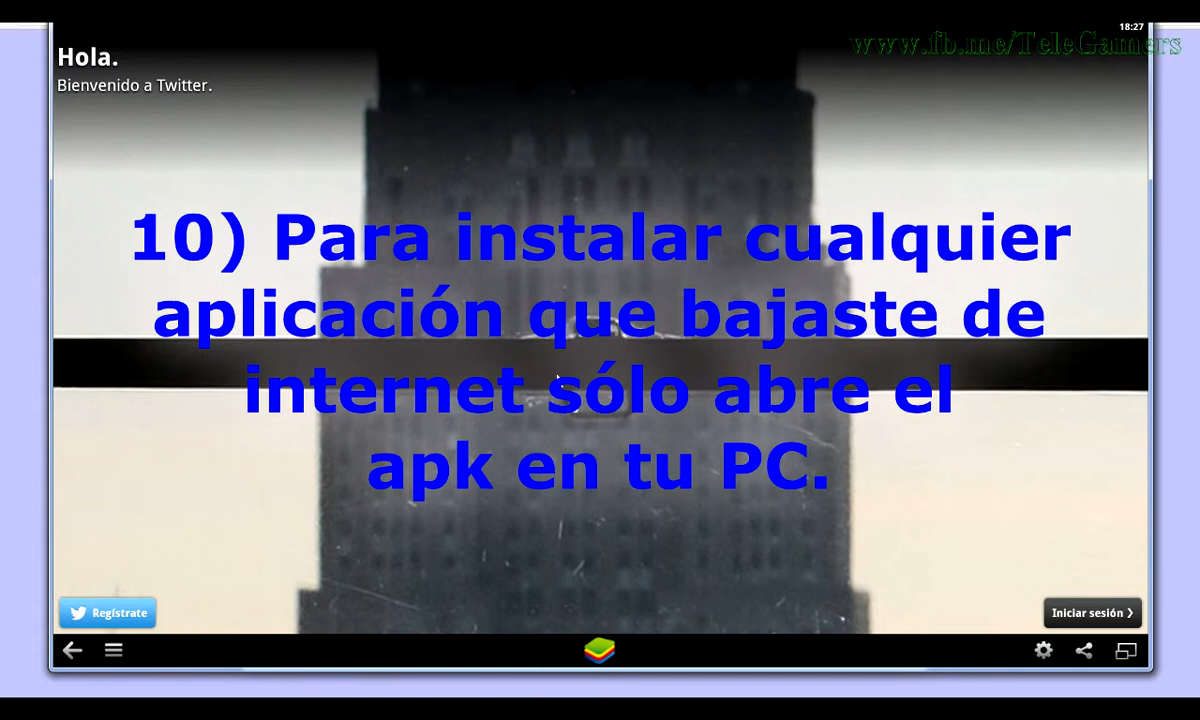 18:27
www.fb.me/TeleGamers
Hola.
Bienvenido a Twitter.
10) Para instalar cualquier
aplicación que bajaste de
internet sólo abre el
apk en tu PC.
Regístrate
Iniciar sesión ❯